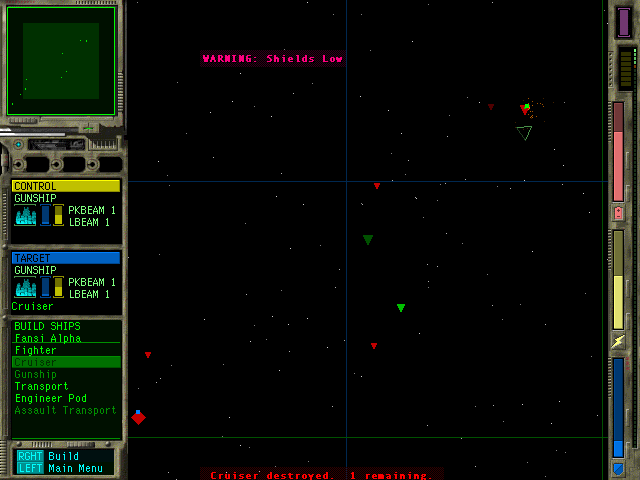 WARNING: Shields Low
CONTROL
GUNSHIP
PKBEAM 1
LBEAM 1
TARGET
GUNSHIP
PKBEAM 1
LBEAM 1
Cruiser
BUILD SHIPS
Fansi Alpha
Fighter
Cruiser
Gunship
Transport
Engineer Pod
Assault Transport
RGHT Build
LEFT Main Menu
Cruiser destroyed. 1 remaining.